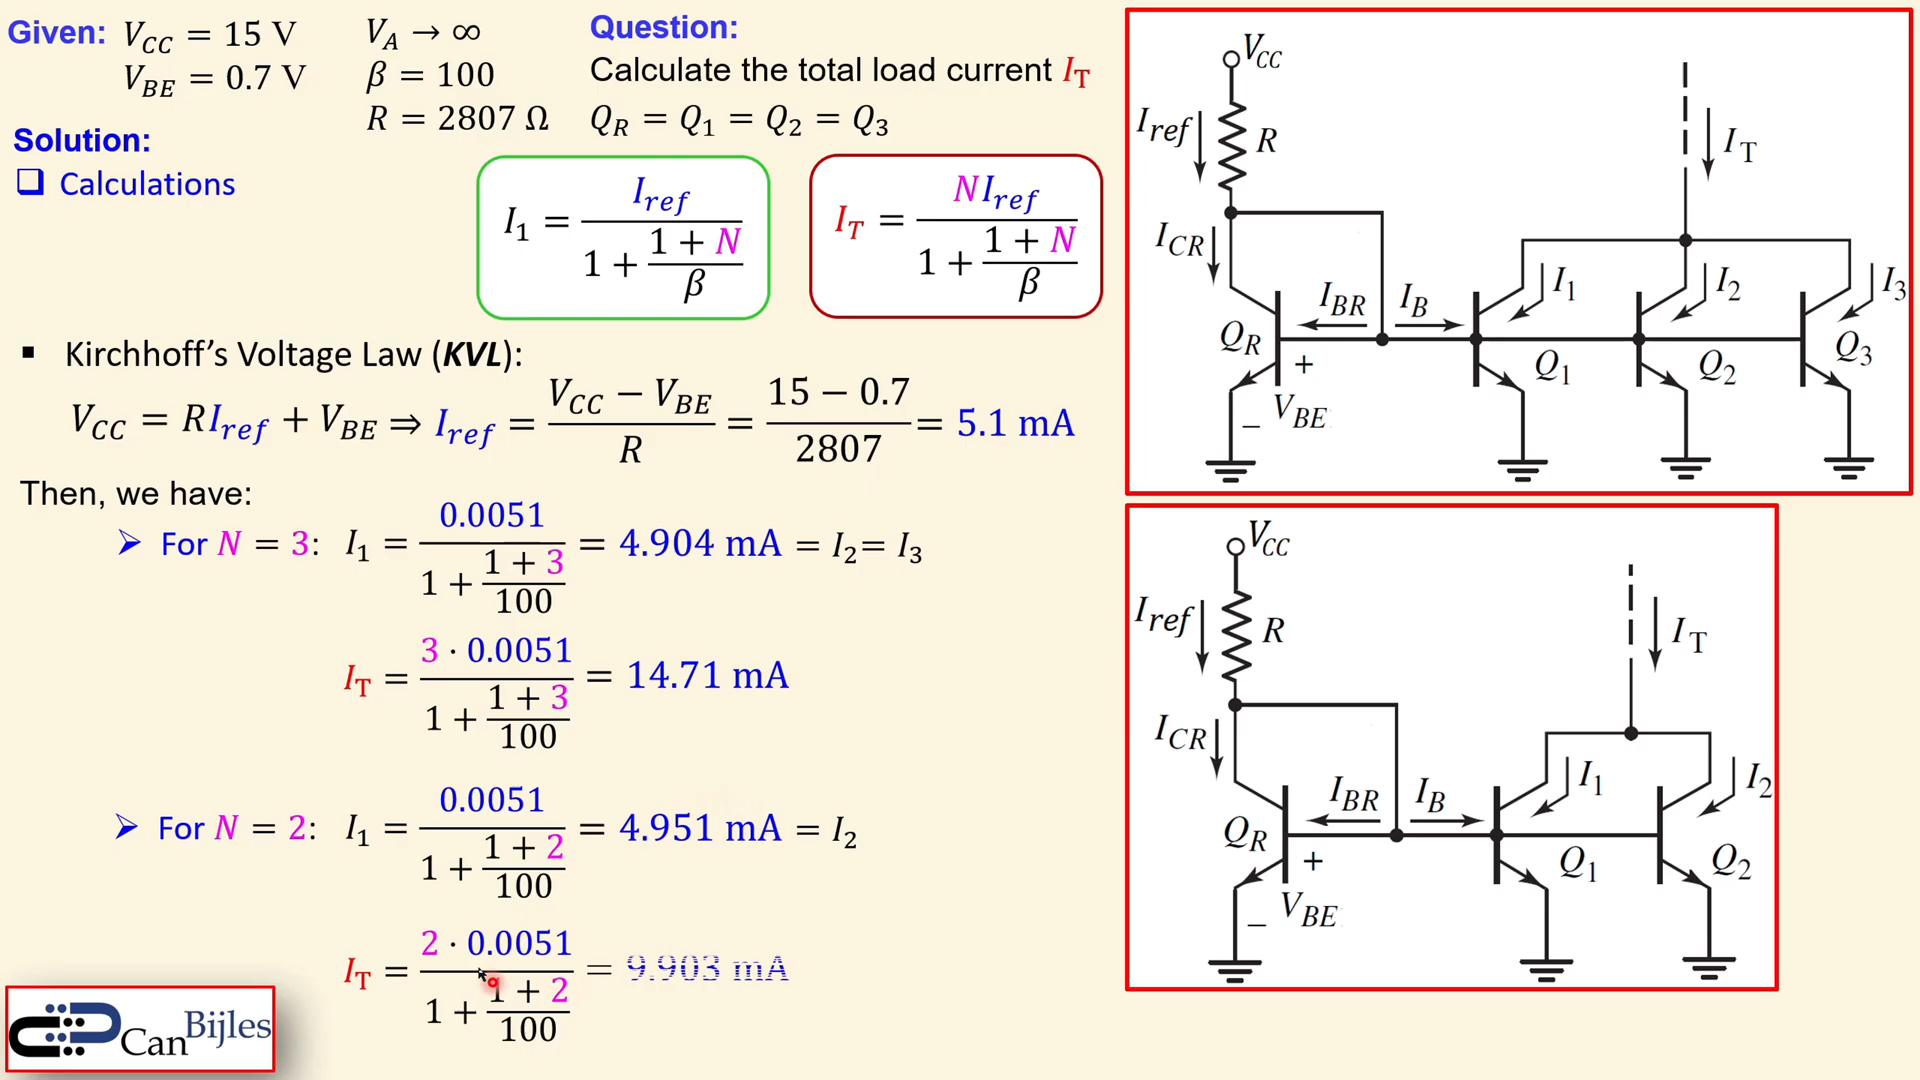 Given: V_CC = 15 V   V_A → ∞   Question:
V_BE = 0.7 V   β = 100   Calculate the total load current I_T
R = 2807 Ω   Q_R = Q_1 = Q_2 = Q_3
Solution:
❑ Calculations
I_1 = I_ref / (1 + (1 + N)/β)   I_T = N I_ref / (1 + (1 + N)/β)
▪ Kirchhoff's Voltage Law (KVL):
V_CC = R I_ref + V_BE ⇒ I_ref = (V_CC − V_BE)/R = (15 − 0.7)/2807 = 5.1 mA
Then, we have:
➢ For N = 3: I_1 = 0.0051 / (1 + (1 + 3)/100) = 4.904 mA = I_2 = I_3
I_T = 3 · 0.0051 / (1 + (1 + 3)/100) = 14.71 mA
➢ For N = 2: I_1 = 0.0051 / (1 + (1 + 2)/100) = 4.951 mA = I_2
I_T = 2 · 0.0051 / (1 + (1 + 2)/100) = 9.903 mA
Can Bijles
V_CC
I_ref R I_T
I_CR
I_1 I_2 I_3
I_BR I_B
Q_R Q_1 Q_2 Q_3
+
V_BE
−
V_CC
I_ref R I_T
I_CR
I_1 I_2
I_BR I_B
Q_R Q_1 Q_2
+
V_BE
−